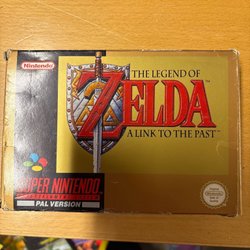 Nintendo
THE LEGEND OF
ZELDA
A LINK TO THE PAST
SUPER NINTENDO
PAL VERSION